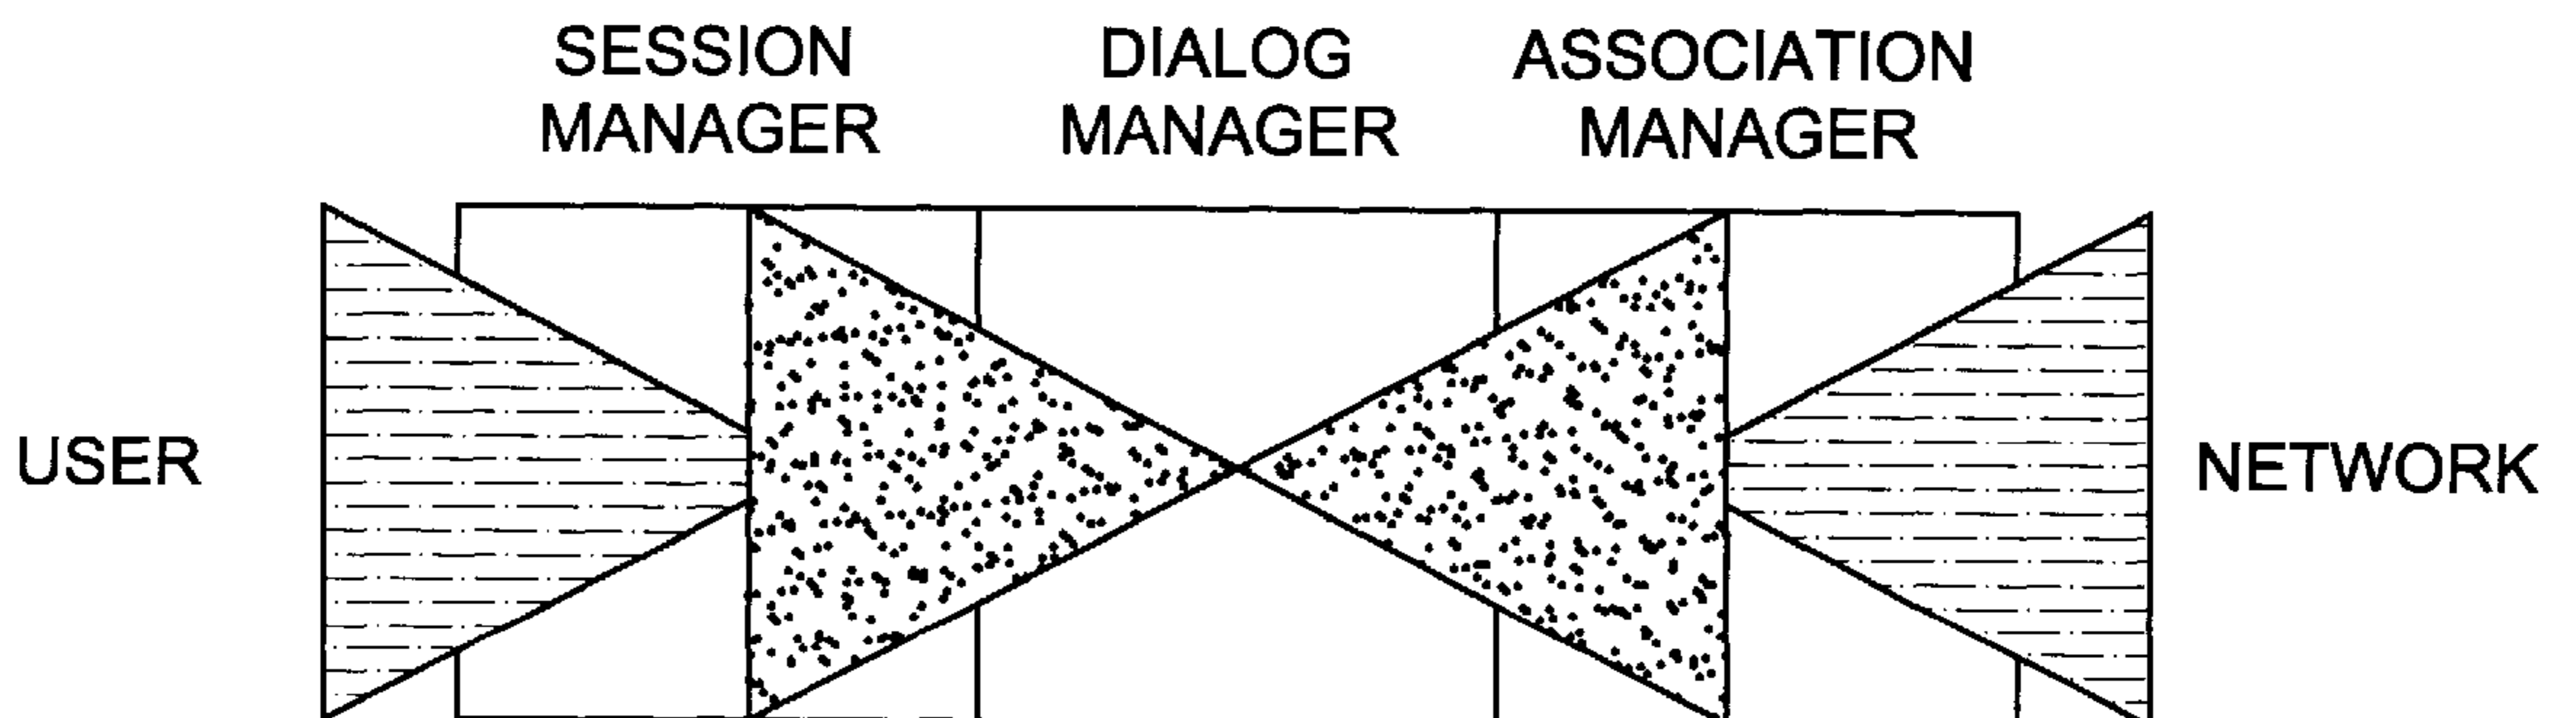 SESSION
MANAGER
DIALOG
MANAGER
ASSOCIATION
MANAGER
USER
NETWORK